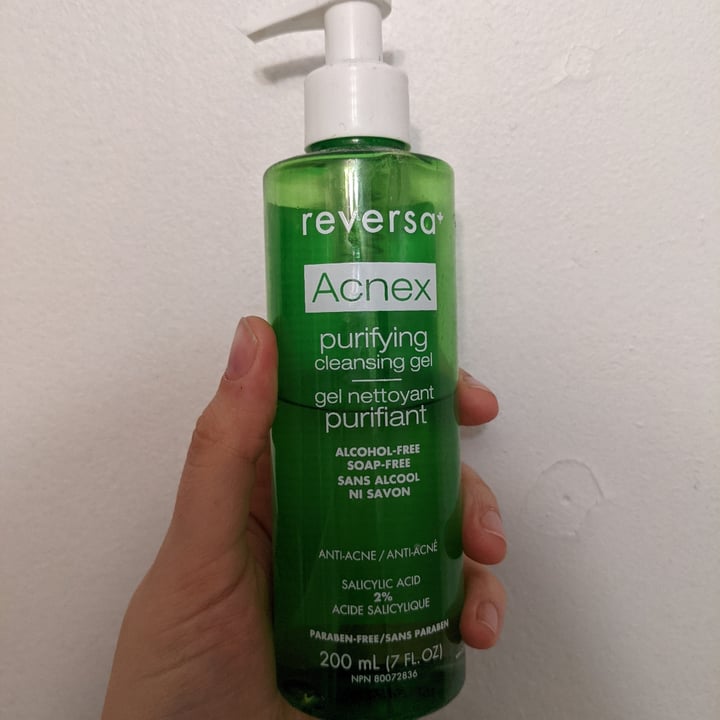 reversa
Acnex
purifying
cleansing gel
gel nettoyant
purifiant
ALCOHOL-FREE
SOAP-FREE
SANS ALCOOL
NI SAVON
ANTI-ACNE / ANTI-ACNÉ
SALICYLIC ACID
2%
ACIDE SALICYLIQUE
PARABEN-FREE/SANS PARABEN
200 mL (7 FL. OZ)
NPN 80072836